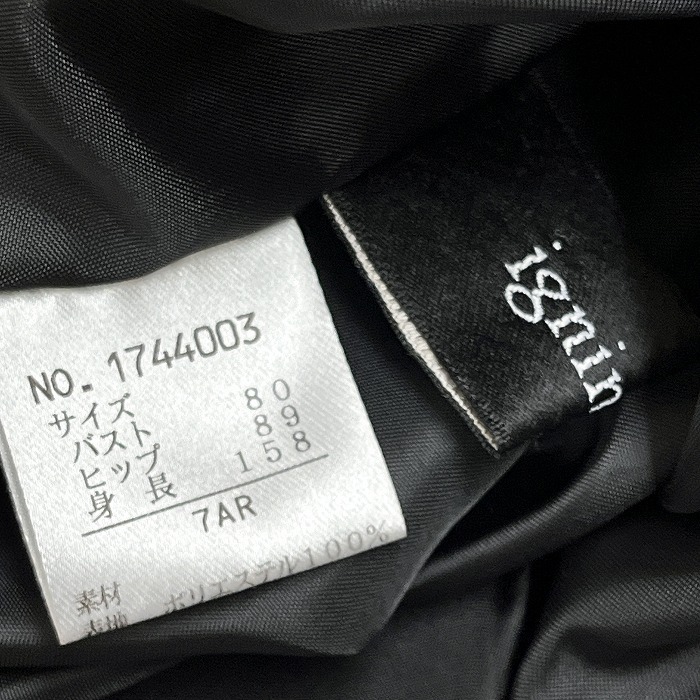 NO. 1744003
サイズ
バスト 80
ヒップ 89
身長 158
7AR
素材 ポリエステル100%
表地
ignin